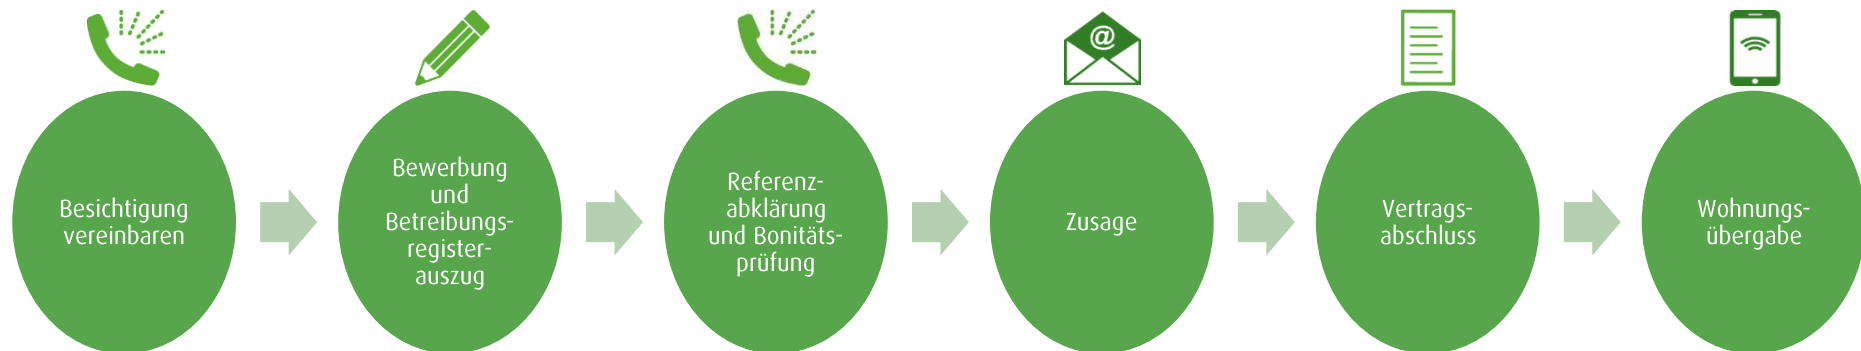 @
Besichtigung
vereinbaren
Bewerbung
und
Betreibungs-
register-
auszug
Referenz-
abklärung
und Bonitäts-
prüfung
Zusage
Vertrags-
abschluss
Wohnungs-
übergabe